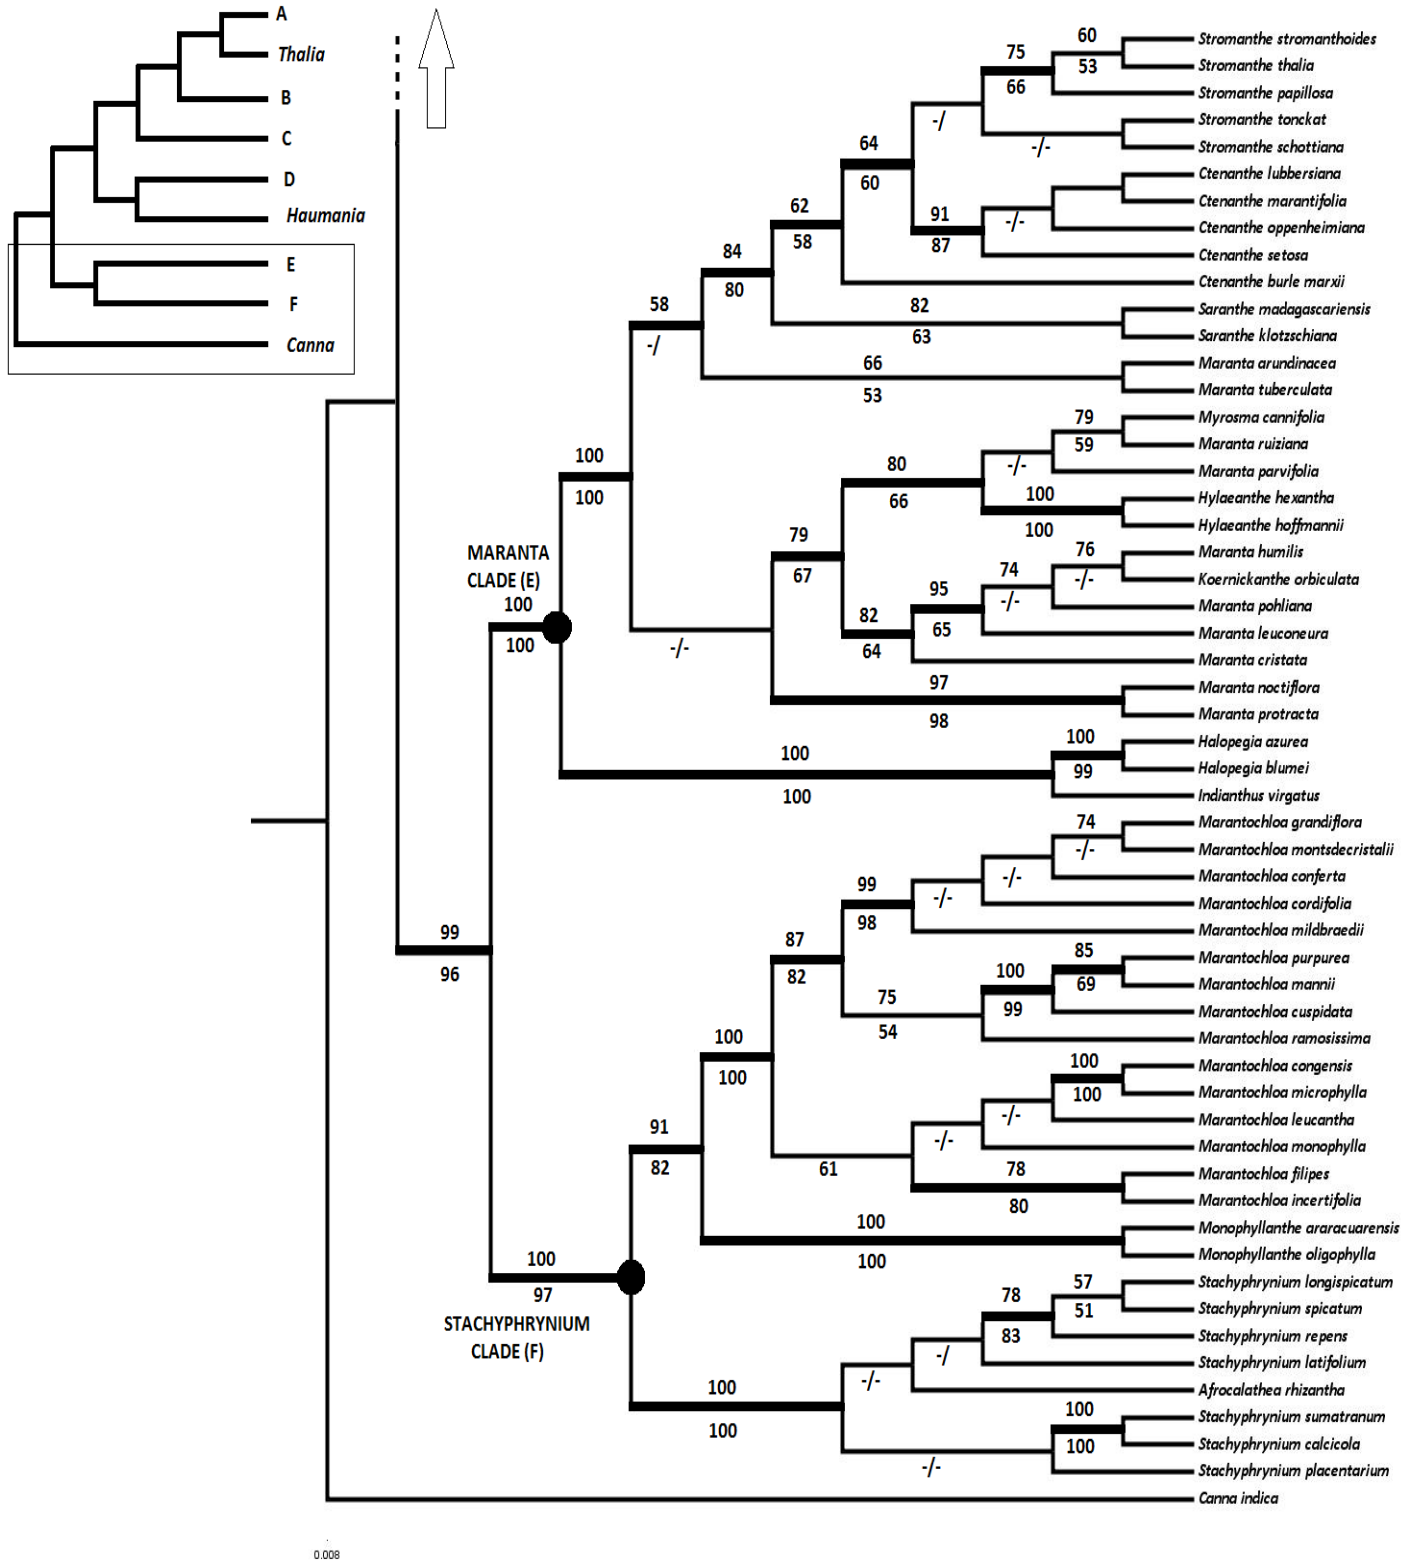 A
Thalia
B
C
D
Haumania
E
F
Canna
60
Stromanthe stromanthoides
75
53
Stromanthe thalia
66
Stromanthe papillosa
-/
Stromanthe tonckat
64
-/-
Stromanthe schottiana
60
Ctenanthe lubbersiana
62
Ctenanthe marantifolia
91
-/-
Ctenanthe oppenheimiana
58
87
Ctenanthe setosa
84
Ctenanthe burle marxii
80
58
82
Saranthe madagascariensis
-/
63
Saranthe klotzschiana
66
Maranta arundinacea
53
Maranta tuberculata
79
Myrosma cannifolia
59
Maranta ruiziana
100
80
-/-
Maranta parvifolia
100
66
100
Hylaeanthe hexantha
100
Hylaeanthe hoffmannii
MARANTA
CLADE (E)
79
76
Maranta humilis
67
74
-/-
Koernickanthe orbiculata
100
95
-/-
Maranta pohliana
100
82
65
Maranta leuconeura
-/-
64
Maranta cristata
97
Maranta noctiflora
98
Maranta protracta
100
100
Halopegia azurea
99
Halopegia blumei
100
Indianthus virgatus
74
Marantochloa grandiflora
-/-
Marantochloa montsdecristalii
99
-/-
Marantochloa conferta
-/-
Marantochloa cordifolia
99
87
98
Marantochloa mildbraedii
96
82
85
Marantochloa purpurea
100
69
Marantochloa mannii
75
99
Marantochloa cuspidata
54
Marantochloa ramosissima
100
100
Marantochloa congensis
100
100
Marantochloa microphylla
-/-
Marantochloa leucantha
91
-/-
Marantochloa monophylla
82
61
78
Marantochloa filipes
80
Marantochloa incertifolia
100
Monophyllanthe araracuarensis
100
Monophyllanthe oligophylla
100
97
STACHYPHRYNIUM
CLADE (F)
57
Stachyphrynium longispicatum
78
51
Stachyphrynium spicatum
83
Stachyphrynium repens
-/
Stachyphrynium latifolium
100
-/-
Afrocalathea rhizantha
100
100
Stachyphrynium sumatranum
100
Stachyphrynium calcicola
-/-
Stachyphrynium placentarium
Canna indica
0.008